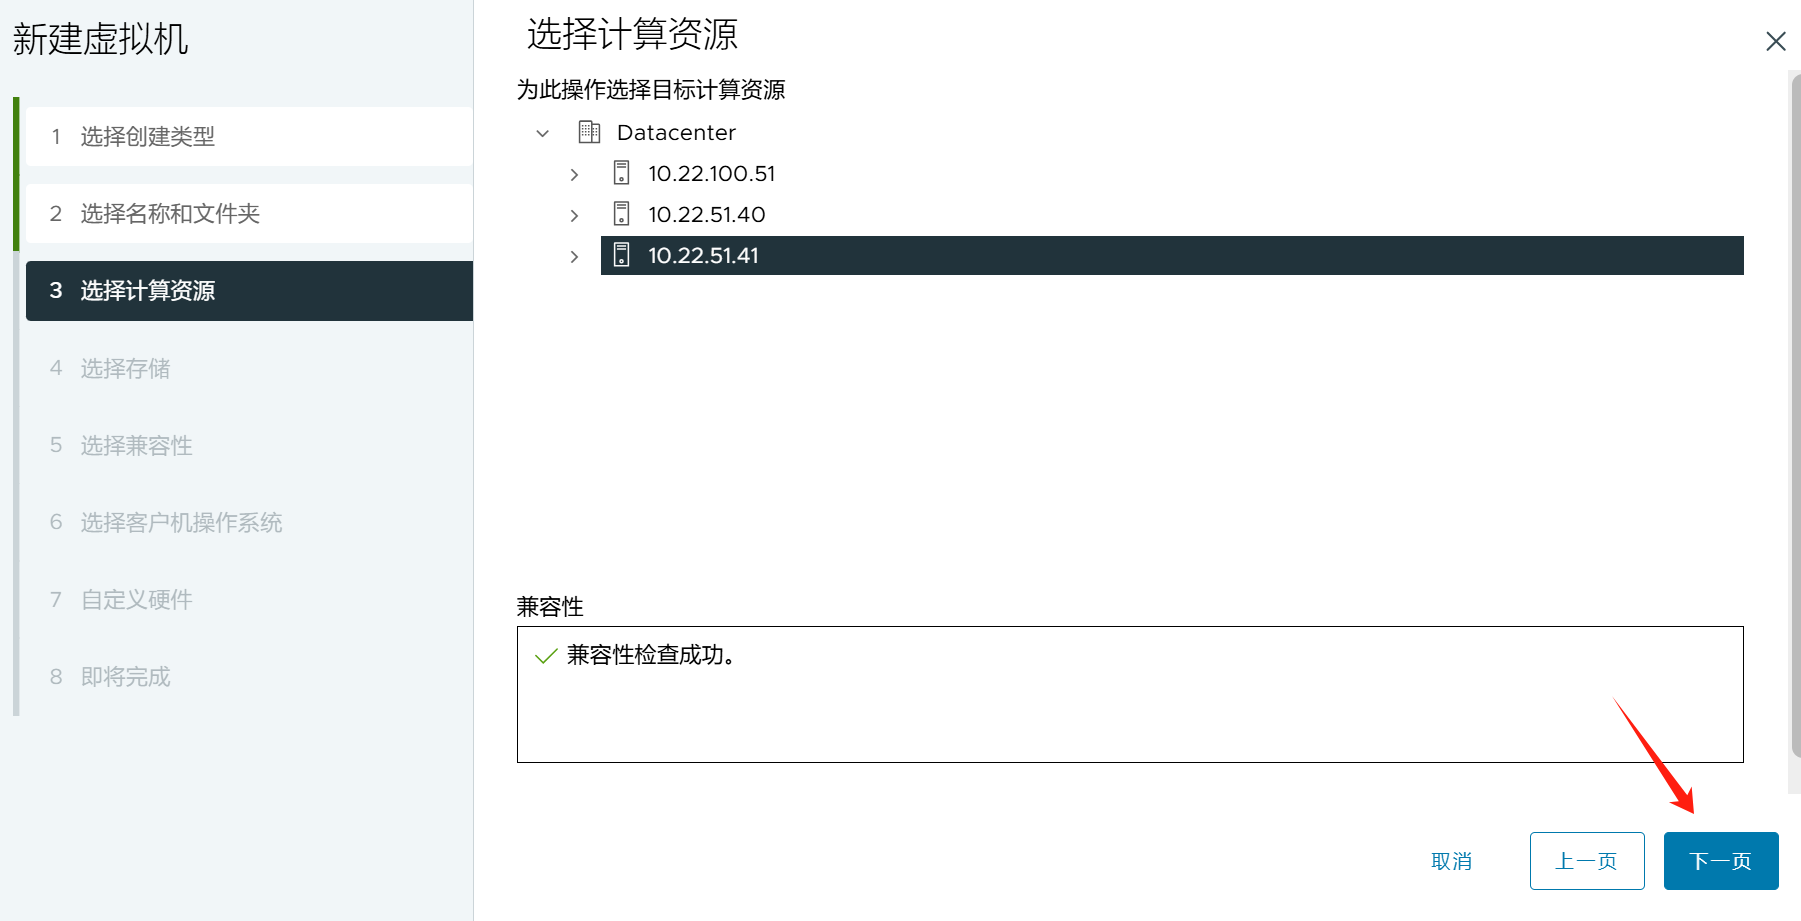 新建虚拟机
1 选择创建类型
2 选择名称和文件夹
3 选择计算资源
4 选择存储
5 选择兼容性
6 选择客户机操作系统
7 自定义硬件
8 即将完成
选择计算资源
为此操作选择目标计算资源
Datacenter
10.22.100.51
10.22.51.40
10.22.51.41
兼容性
兼容性检查成功。
取消
上一页
下一页